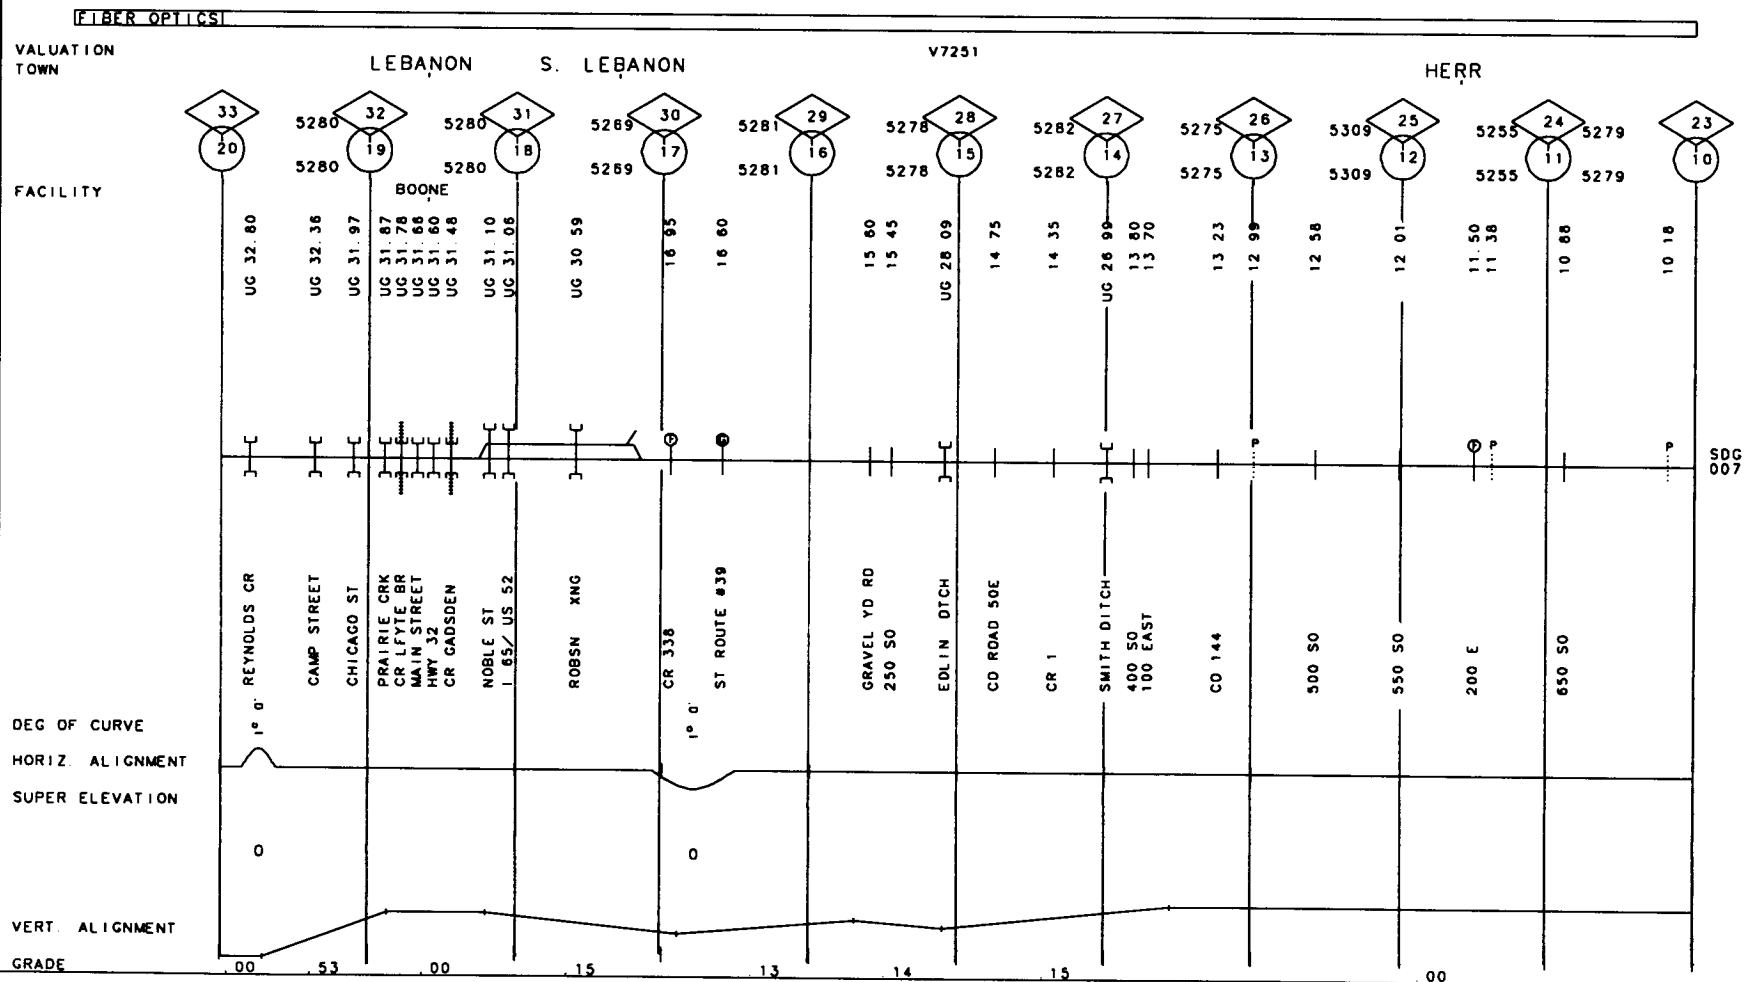 FIBER OPTICS
VALUATION V7251
TOWN LEBANON S. LEBANON HERR
33 32 31 30 29 28 27 26 25 24 23
5280 5280 5269 5281 5278 5282 5275 5309 5255 5279
20 19 18 17 16 15 14 13 12 11 10
5280 5280 5269 5281 5278 5282 5275 5309 5255 5279
FACILITY BOONE
UG 32.80
UG 32.36
UG 31.97
UG 31.87
UG 31.78
UG 31.66
UG 31.60
UG 31.48
UG 31.10
UG 31.06
UG 30 59
16 95
16 60
15 60
15 45
UG 28 09
14 75
14 35
UG 26 99
13 80
13 70
13 23
12 99
12 58
12 01
11.50
11 38
10 88
10 18
F G P F P P
SDG
007
REYNOLDS CR
CAMP STREET
CHICAGO ST
PRAIRIE CRK
CR LFYTE BR
MAIN STREET
HWY 32
CR GADSDEN
NOBLE ST
I 65/ US 52
ROBSN XNG
CR 338
ST ROUTE #39
GRAVEL YD RD
250 SO
EDLIN DTCH
CO ROAD 50E
CR 1
SMITH DITCH
400 SO
100 EAST
CO 144
500 SO
550 SO
200 E
650 SO
DEG OF CURVE 1° 0' 1° 0'
HORIZ. ALIGNMENT
SUPER ELEVATION
0 0
VERT. ALIGNMENT
GRADE .00 .53 .00 .15 .13 .14 .15 .00